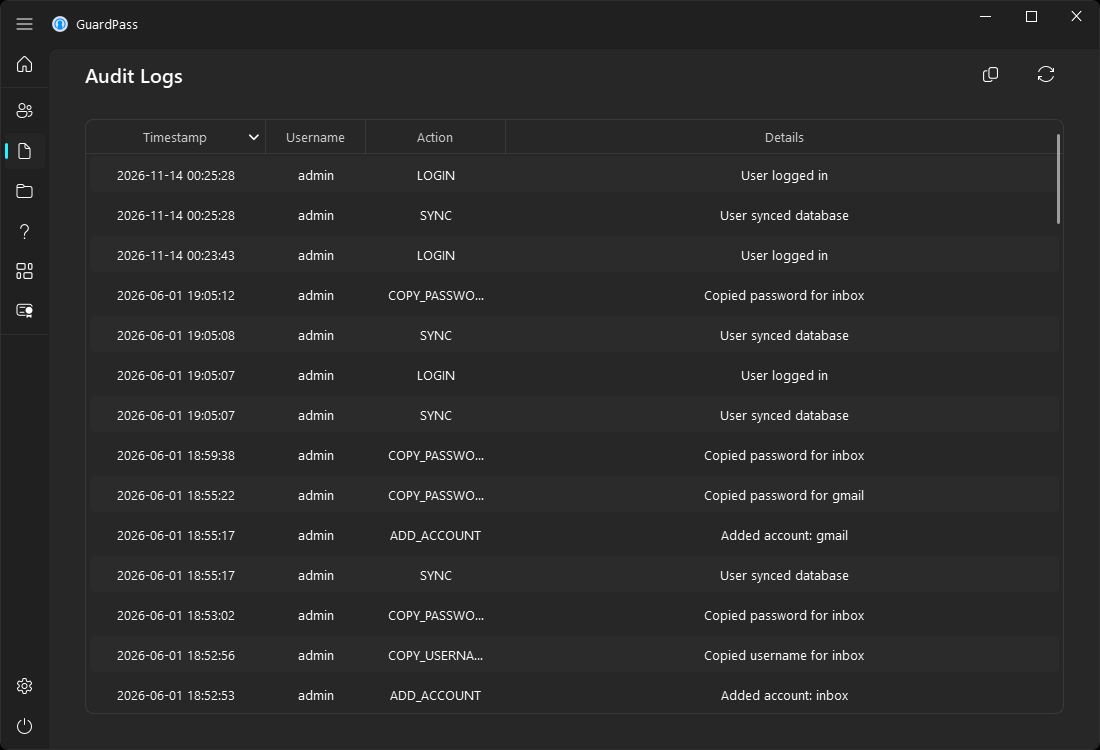 GuardPass
Audit Logs
Timestamp Username Action Details
2026-11-14 00:25:28 admin LOGIN User logged in
2026-11-14 00:25:28 admin SYNC User synced database
2026-11-14 00:23:43 admin LOGIN User logged in
2026-06-01 19:05:12 admin COPY_PASSWO... Copied password for inbox
2026-06-01 19:05:08 admin SYNC User synced database
2026-06-01 19:05:07 admin LOGIN User logged in
2026-06-01 19:05:07 admin SYNC User synced database
2026-06-01 18:59:38 admin COPY_PASSWO... Copied password for inbox
2026-06-01 18:55:22 admin COPY_PASSWO... Copied password for gmail
2026-06-01 18:55:17 admin ADD_ACCOUNT Added account: gmail
2026-06-01 18:55:17 admin SYNC User synced database
2026-06-01 18:53:02 admin COPY_PASSWO... Copied password for inbox
2026-06-01 18:52:56 admin COPY_USERNA... Copied username for inbox
2026-06-01 18:52:53 admin ADD_ACCOUNT Added account: inbox